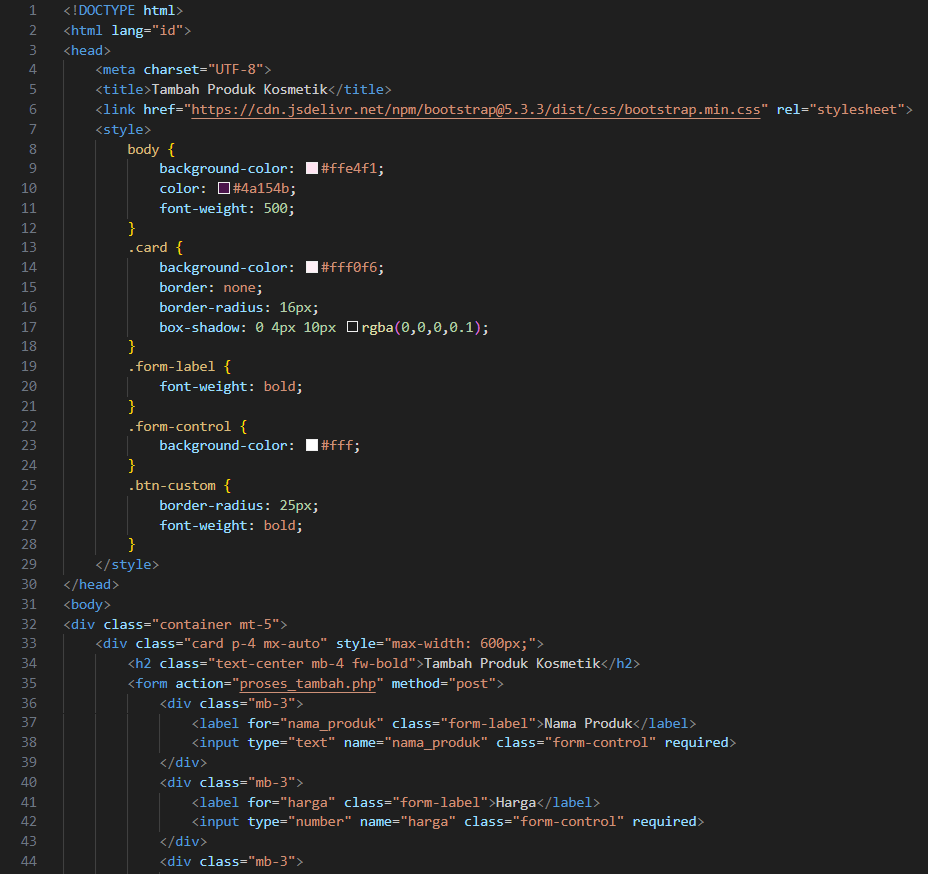 1 <!DOCTYPE html>
2 <html lang="id">
3 <head>
4     <meta charset="UTF-8">
5     <title>Tambah Produk Kosmetik</title>
6     <link href="https://cdn.jsdelivr.net/npm/bootstrap@5.3.3/dist/css/bootstrap.min.css" rel="stylesheet">
7     <style>
8         body {
9             background-color: #ffe4f1;
10             color: #4a154b;
11             font-weight: 500;
12         }
13         .card {
14             background-color: #fff0f6;
15             border: none;
16             border-radius: 16px;
17             box-shadow: 0 4px 10px rgba(0,0,0,0.1);
18         }
19         .form-label {
20             font-weight: bold;
21         }
22         .form-control {
23             background-color: #fff;
24         }
25         .btn-custom {
26             border-radius: 25px;
27             font-weight: bold;
28         }
29     </style>
30 </head>
31 <body>
32 <div class="container mt-5">
33     <div class="card p-4 mx-auto" style="max-width: 600px;">
34         <h2 class="text-center mb-4 fw-bold">Tambah Produk Kosmetik</h2>
35         <form action="proses_tambah.php" method="post">
36             <div class="mb-3">
37                 <label for="nama_produk" class="form-label">Nama Produk</label>
38                 <input type="text" name="nama_produk" class="form-control" required>
39             </div>
40             <div class="mb-3">
41                 <label for="harga" class="form-label">Harga</label>
42                 <input type="number" name="harga" class="form-control" required>
43             </div>
44             <div class="mb-3">